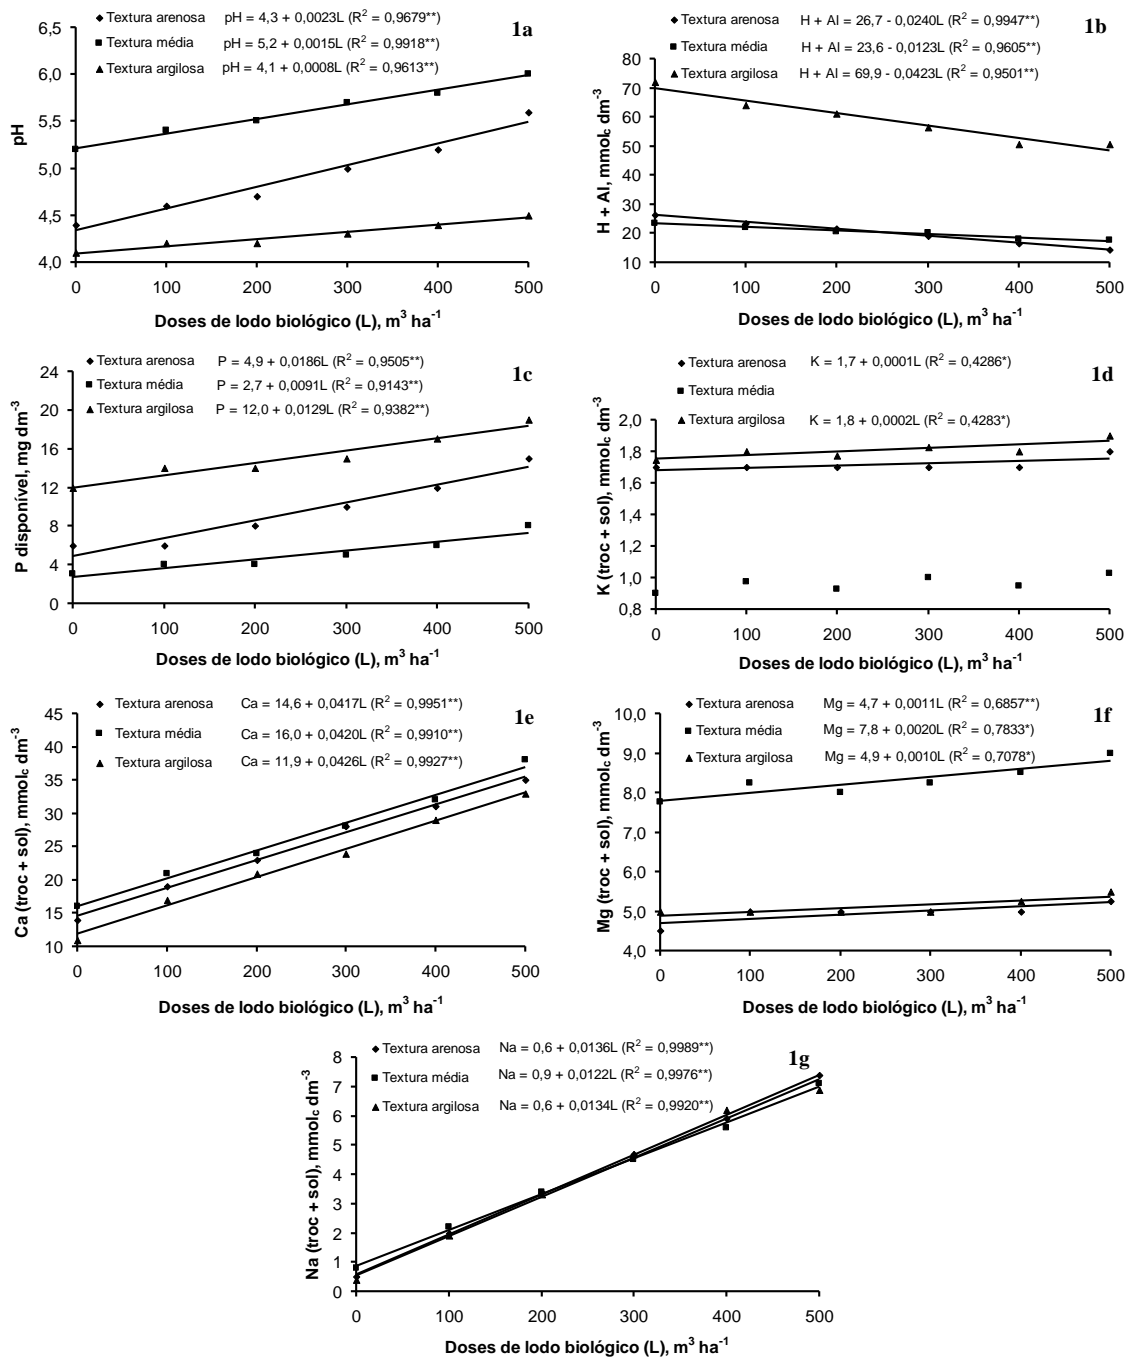 Textura arenosa pH = 4,3 + 0,0023L (R² = 0,9679**)
Textura média pH = 5,2 + 0,0015L (R² = 0,9918**)
Textura argilosa pH = 4,1 + 0,0008L (R² = 0,9613**)
1a
6,5
6,0
5,5
5,0
4,5
4,0
pH
0 100 200 300 400 500
Doses de lodo biológico (L), m³ ha⁻¹
Textura arenosa H + Al = 26,7 - 0,0240L (R² = 0,9947**)
Textura média H + Al = 23,6 - 0,0123L (R² = 0,9605**)
Textura argilosa H + Al = 69,9 - 0,0423L (R² = 0,9501**)
1b
80
70
60
50
40
30
20
10
H + Al, mmolc dm⁻³
0 100 200 300 400 500
Doses de lodo biológico (L), m³ ha⁻¹
Textura arenosa P = 4,9 + 0,0186L (R² = 0,9505**)
Textura média P = 2,7 + 0,0091L (R² = 0,9143**)
Textura argilosa P = 12,0 + 0,0129L (R² = 0,9382**)
1c
24
20
16
12
8
4
0
P disponível, mg dm⁻³
0 100 200 300 400 500
Doses de lodo biológico (L), m³ ha⁻¹
Textura arenosa K = 1,7 + 0,0001L (R² = 0,4286*)
Textura média
Textura argilosa K = 1,8 + 0,0002L (R² = 0,4283*)
1d
2,0
1,8
1,6
1,4
1,2
1,0
0,8
K (troc + sol), mmolc dm⁻³
0 100 200 300 400 500
Doses de lodo biológico (L), m³ ha⁻¹
Textura arenosa Ca = 14,6 + 0,0417L (R² = 0,9951**)
Textura média Ca = 16,0 + 0,0420L (R² = 0,9910**)
Textura argilosa Ca = 11,9 + 0,0426L (R² = 0,9927**)
1e
45
40
35
30
25
20
15
10
Ca (troc + sol), mmolc dm⁻³
0 100 200 300 400 500
Doses de lodo biológico (L), m³ ha⁻¹
Textura arenosa Mg = 4,7 + 0,0011L (R² = 0,6857**)
Textura média Mg = 7,8 + 0,0020L (R² = 0,7833*)
Textura argilosa Mg = 4,9 + 0,0010L (R² = 0,7078*)
1f
10,0
9,0
8,0
7,0
6,0
5,0
4,0
Mg (troc + sol), mmolc dm⁻³
0 100 200 300 400 500
Doses de lodo biológico (L), m³ ha⁻¹
Textura arenosa Na = 0,6 + 0,0136L (R² = 0,9989**)
Textura média Na = 0,9 + 0,0122L (R² = 0,9976**)
Textura argilosa Na = 0,6 + 0,0134L (R² = 0,9920**)
1g
8
7
6
5
4
3
2
1
0
Na (troc + sol), mmolc dm⁻³
0 100 200 300 400 500
Doses de lodo biológico (L), m³ ha⁻¹